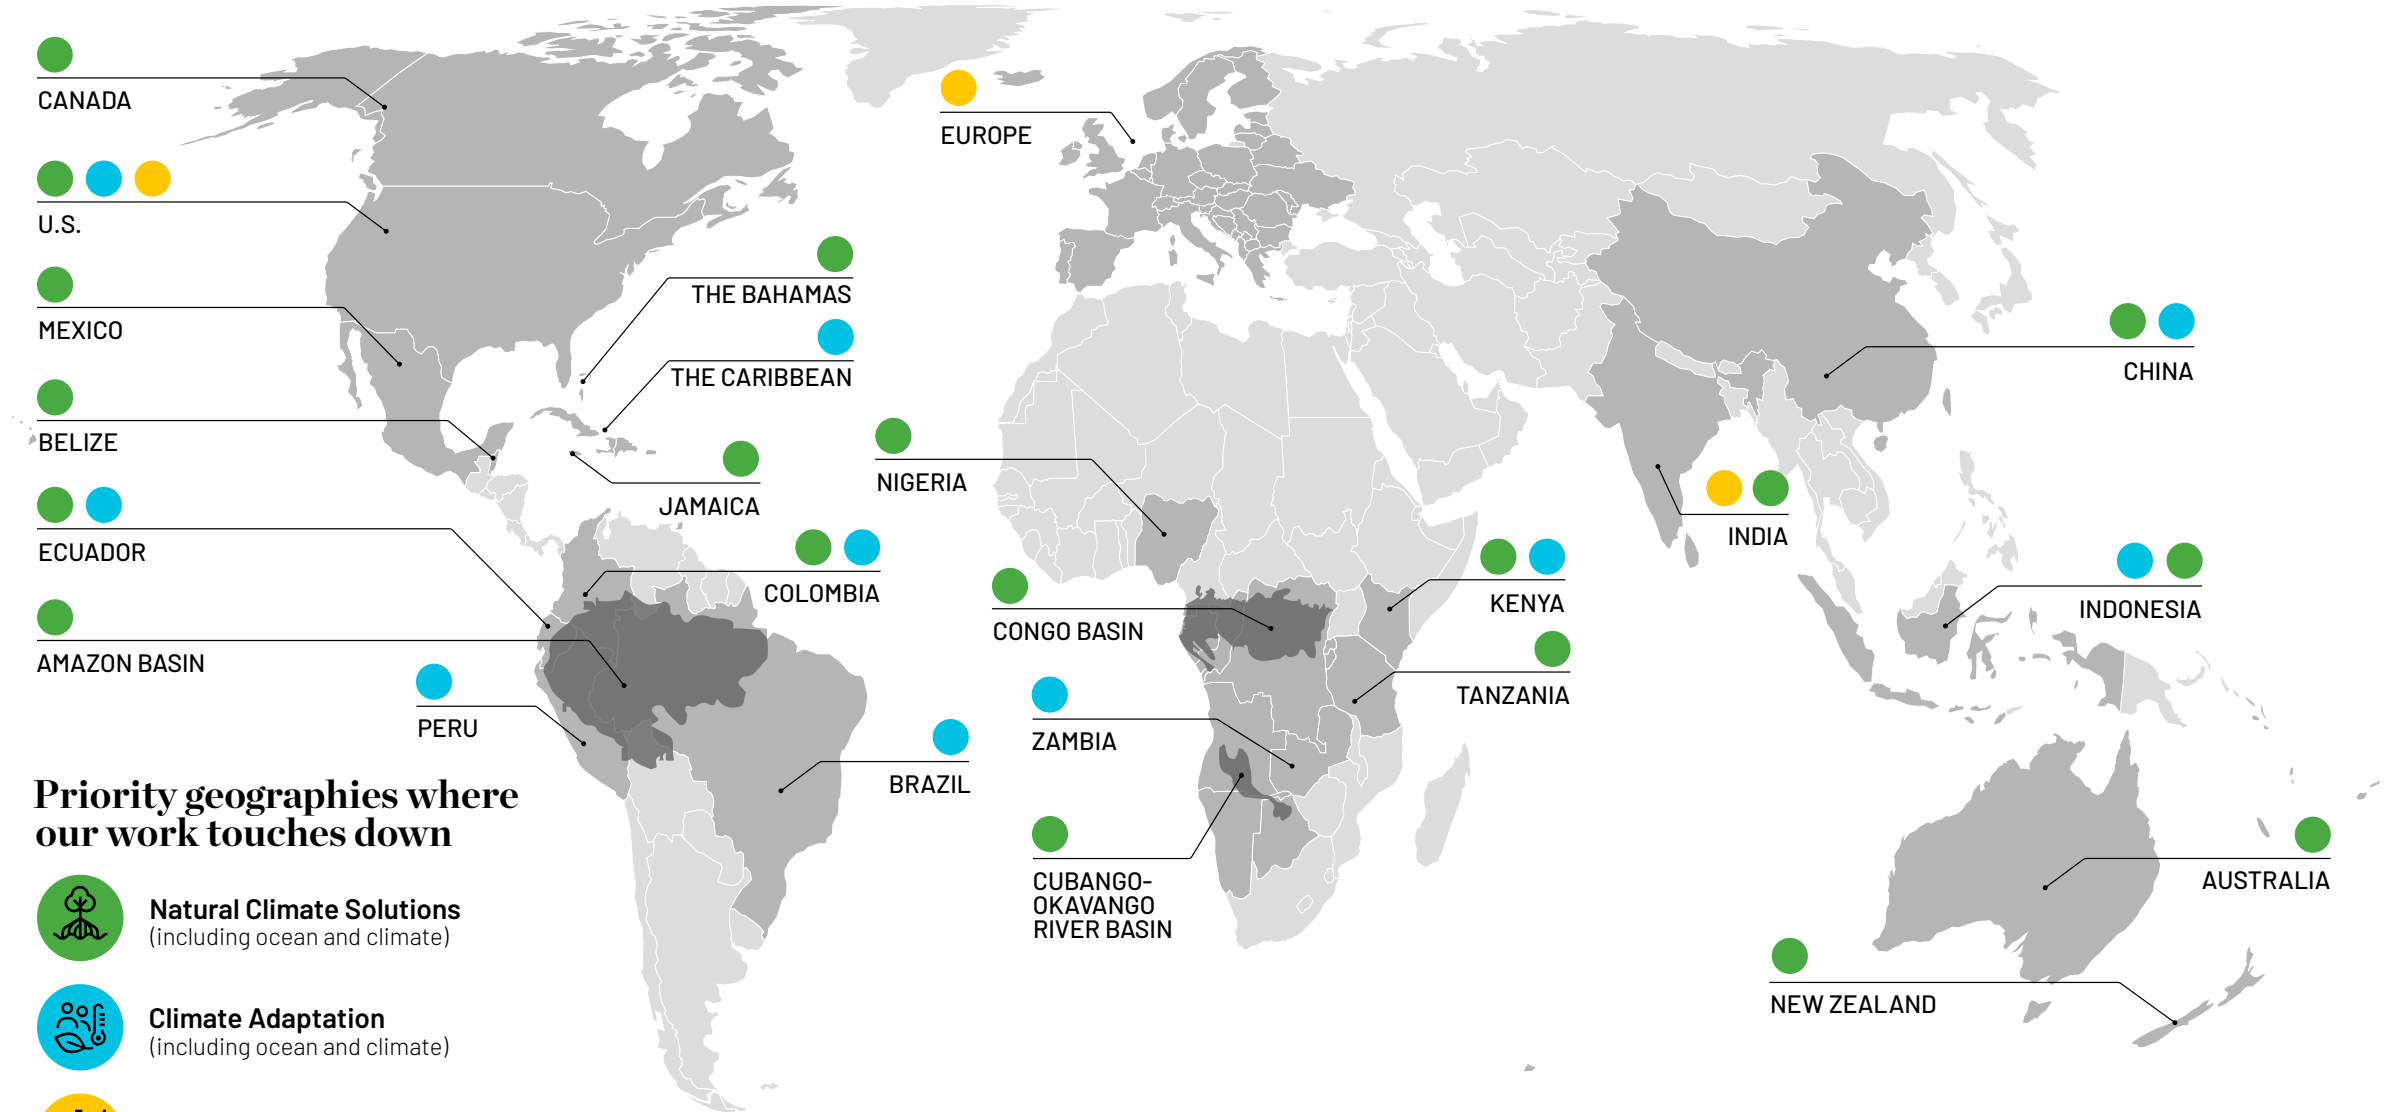 CANADA
U.S.
MEXICO
BELIZE
ECUADOR
AMAZON BASIN
PERU
THE BAHAMAS
THE CARIBBEAN
JAMAICA
COLOMBIA
BRAZIL
EUROPE
NIGERIA
CONGO BASIN
ZAMBIA
CUBANGO-
OKAVANGO
RIVER BASIN
KENYA
TANZANIA
INDIA
CHINA
INDONESIA
AUSTRALIA
NEW ZEALAND
Priority geographies where
our work touches down
Natural Climate Solutions
(including ocean and climate)
Climate Adaptation
(including ocean and climate)